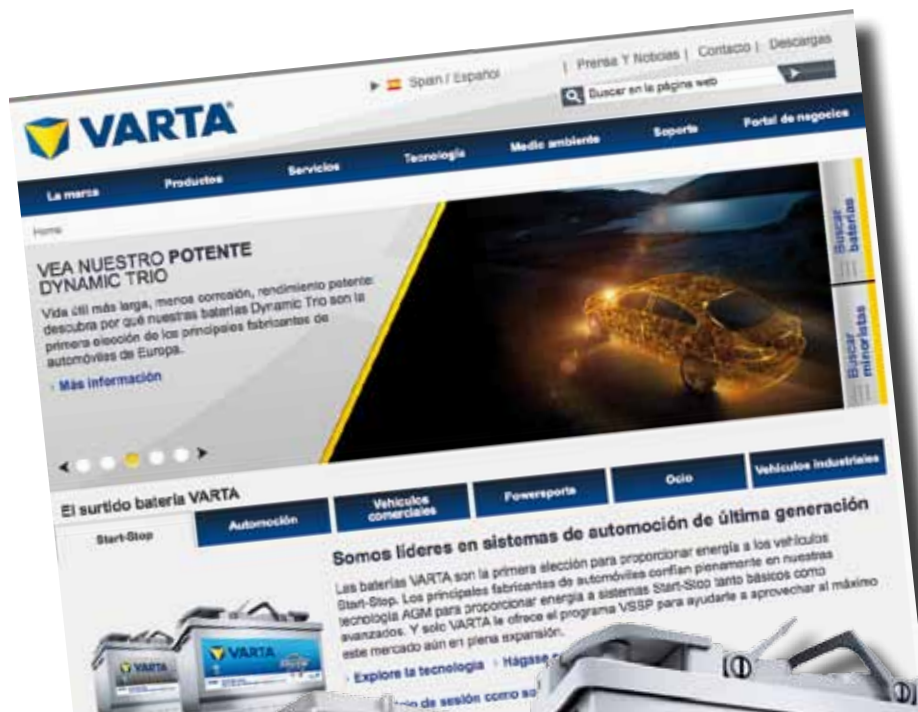 Spain / Español
| Prensa Y Noticias | Contacto | Descargas
Buscar en la página web
VARTA
La marca
Productos
Servicios
Tecnología
Medio ambiente
Soporte
Portal de negocios
Home
VEA NUESTRO POTENTE
DYNAMIC TRIO
Vida útil más larga, menos corrosión, rendimiento potente:
descubra por qué nuestras baterías Dynamic Trio son la
primera elección de los principales fabricantes de
automóviles de Europa.
Más información
Buscar
baterías
Buscar
minoristas
El surtido batería VARTA
Start-Stop
Automoción
Vehículos
comerciales
Powersports
Ocio
Vehículos industriales
Somos líderes en sistemas de automoción de última generación
Las baterías VARTA son la primera elección para proporcionar energía a los vehículos
Start-Stop. Los principales fabricantes de automóviles confían plenamente en nuestras
tecnología AGM para proporcionar energía a sistemas Start-Stop tanto básicos como
avanzados. Y solo VARTA le ofrece el programa VSSP para ayudarle a aprovechar al máximo
este mercado aún en plena expansión.
Explore la tecnología
Hágase
de sesión como so
VARTA
VARTA